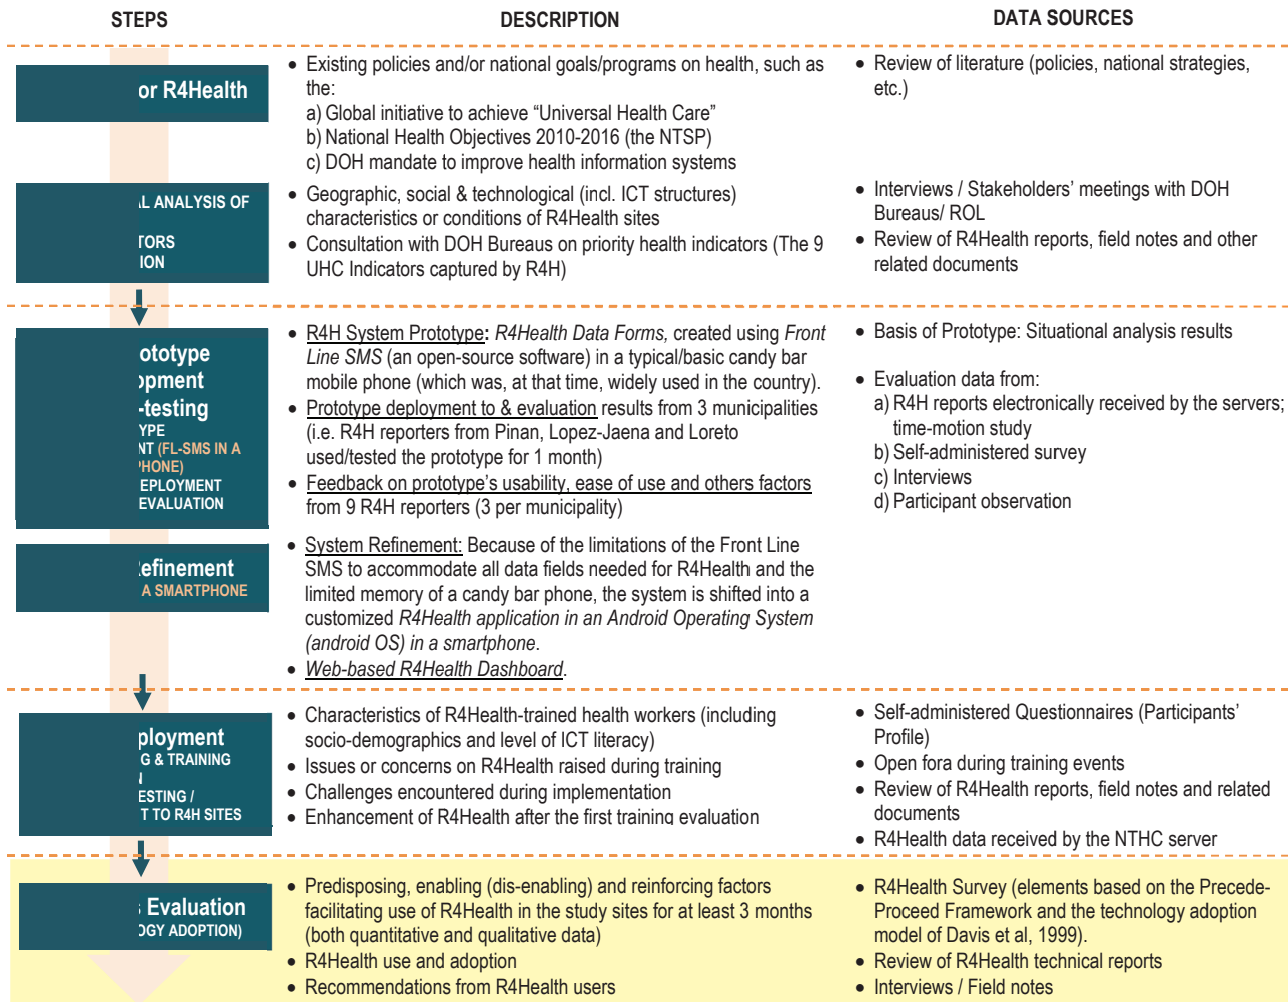 STEPS
DESCRIPTION
DATA SOURCES
or R4Health
• Existing policies and/or national goals/programs on health, such as
the:
a) Global initiative to achieve “Universal Health Care”
b) National Health Objectives 2010-2016 (the NTSP)
c) DOH mandate to improve health information systems
• Review of literature (policies, national strategies,
etc.)
ANALYSIS OF
• Geographic, social & technological (incl. ICT structures)
characteristics or conditions of R4Health sites
• Consultation with DOH Bureaus on priority health indicators (The 9
UHC Indicators captured by R4H)
• Interviews / Stakeholders’ meetings with DOH
Bureaus/ ROL
• Review of R4Health reports, field notes and other
related documents
ototype
opment
-testing
YPE
NT (FL-SMS IN A
PHONE)
EPLOYMENT
EVALUATION
• R4H System Prototype: R4Health Data Forms, created using Front
Line SMS (an open-source software) in a typical/basic candy bar
mobile phone (which was, at that time, widely used in the country).
• Prototype deployment to & evaluation results from 3 municipalities
(i.e. R4H reporters from Pinan, Lopez-Jaena and Loreto
used/tested the prototype for 1 month)
• Feedback on prototype’s usability, ease of use and others factors
from 9 R4H reporters (3 per municipality)
• Basis of Prototype: Situational analysis results
• Evaluation data from:
a) R4H reports electronically received by the servers;
time-motion study
b) Self-administered survey
c) Interviews
d) Participant observation
efinement
A SMARTPHONE
• System Refinement: Because of the limitations of the Front Line
SMS to accommodate all data fields needed for R4Health and the
limited memory of a candy bar phone, the system is shifted into a
customized R4Health application in an Android Operating System
(android OS) in a smartphone.
• Web-based R4Health Dashboard.
ployment
G & TRAINING
ESTING /
T TO R4H SITES
• Characteristics of R4Health-trained health workers (including
socio-demographics and level of ICT literacy)
• Issues or concerns on R4Health raised during training
• Challenges encountered during implementation
• Enhancement of R4Health after the first training evaluation
• Self-administered Questionnaires (Participants’
Profile)
• Open fora during training events
• Review of R4Health reports, field notes and related
documents
• R4Health data received by the NTHC server
s Evaluation
OGY ADOPTION)
• Predisposing, enabling (dis-enabling) and reinforcing factors
facilitating use of R4Health in the study sites for at least 3 months
(both quantitative and qualitative data)
• R4Health use and adoption
• Recommendations from R4Health users
• R4Health Survey (elements based on the Precede-
Proceed Framework and the technology adoption
model of Davis et al, 1999).
• Review of R4Health technical reports
• Interviews / Field notes